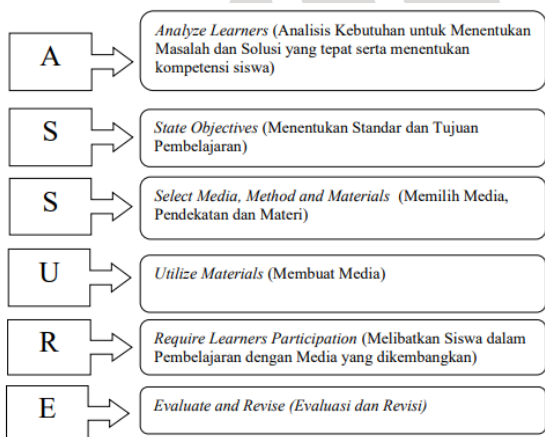 A
Analyze Learners (Analisis Kebutuhan untuk Menentukan
Masalah dan Solusi yang tepat serta menentukan
kompetensi siswa)
S
State Objectives (Menentukan Standar dan Tujuan
Pembelajaran)
S
Select Media, Method and Materials (Memilih Media,
Pendekatan dan Materi)
U
Utilize Materials (Membuat Media)
R
Require Learners Participation (Melibatkan Siswa dalam
Pembelajaran dengan Media yang dikembangkan)
E
Evaluate and Revise (Evaluasi dan Revisi)